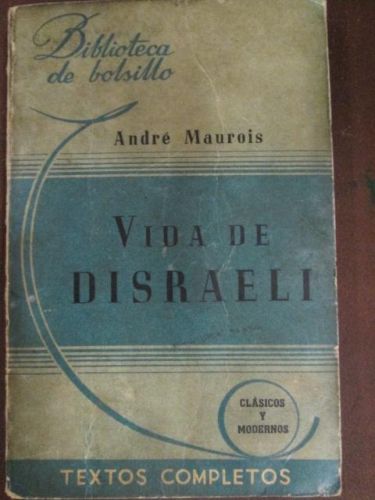 Biblioteca
de bolsillo
André Maurois
VIDA DE
DISRAELI
CLÁSICOS
Y
MODERNOS
TEXTOS COMPLETOS